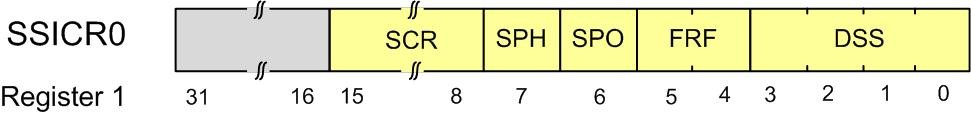 SSICR0 SCR SPH SPO FRF DSS
Register 1 31 16 15 8 7 6 5 4 3 2 1 0